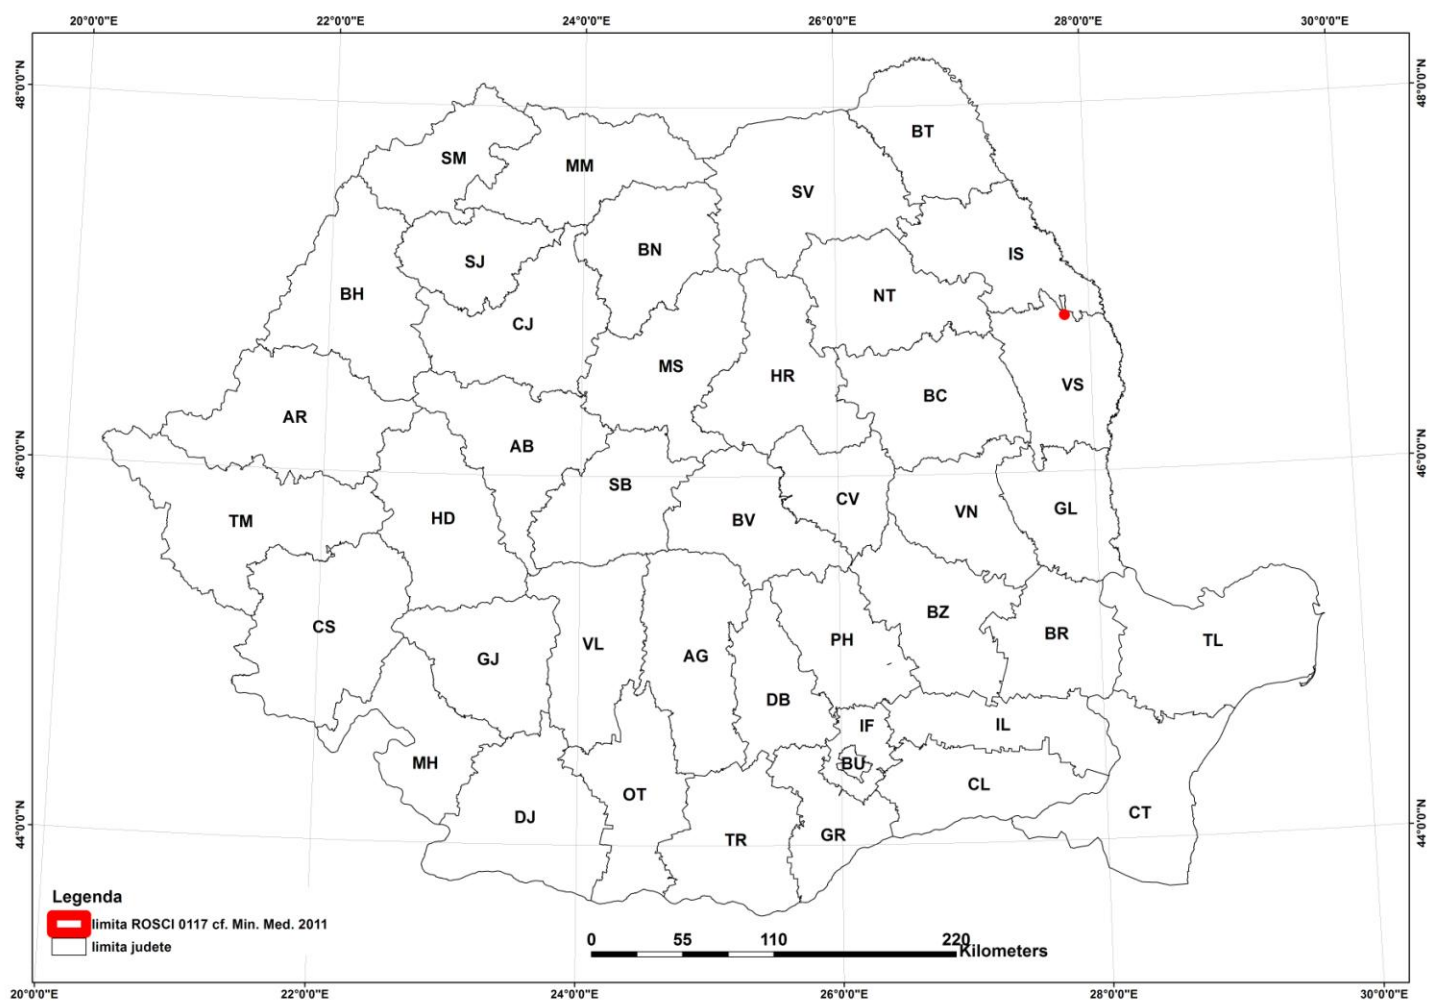 20°0'0"E 22°0'0"E 24°0'0"E 26°0'0"E 28°0'0"E 30°0'0"E
48°0'0"N 48°0'0"N
BT
SM
MM
SV
BN
IS
SJ
BH
NT
CJ
MS
HR
VS
BC
AR
AB
46°0'0"N 46°0'0"N
SB
CV
TM
HD
BV
VN
GL
BZ
CS
BR
TL
VL
PH
GJ
AG
DB
IF
IL
MH
BU
CL
OT
CT
DJ
44°0'0"N 44°0'0"N
GR
TR
Legenda
limita ROSCI 0117 cf. Min. Med. 2011
limita judete
0 55 110 220
Kilometers
20°0'0"E 22°0'0"E 24°0'0"E 26°0'0"E 28°0'0"E 30°0'0"E